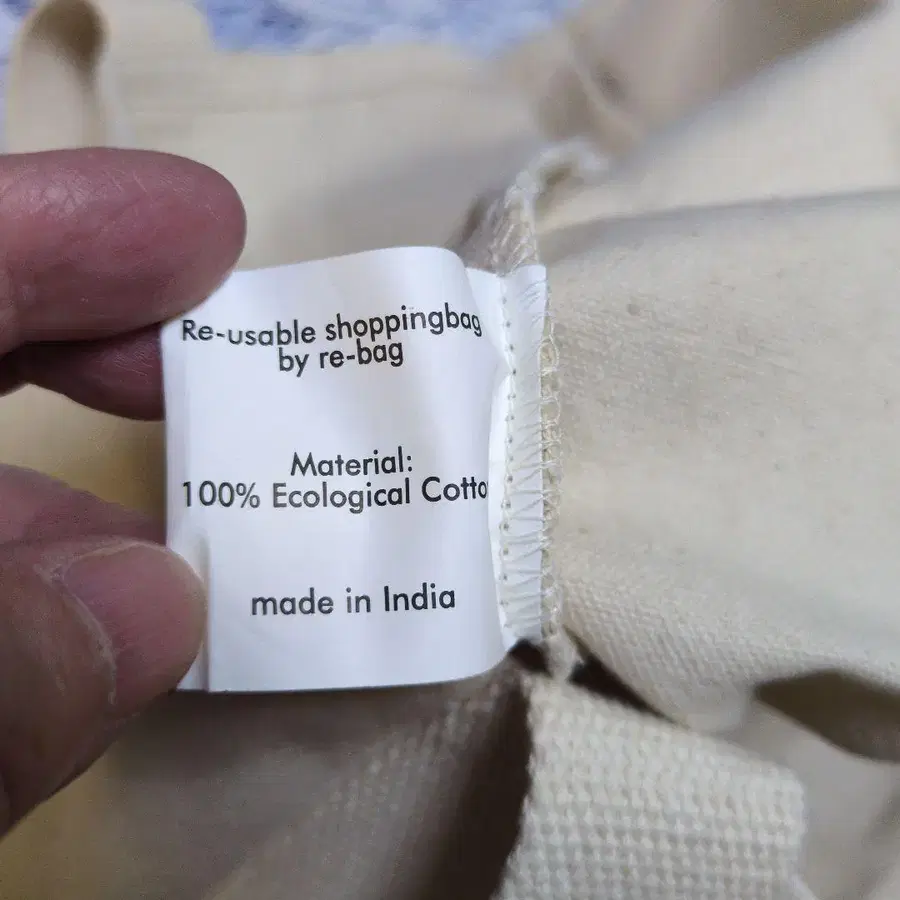 Re-usable shoppingbag
by re-bag
Material:
100% Ecological Cotto
made in India